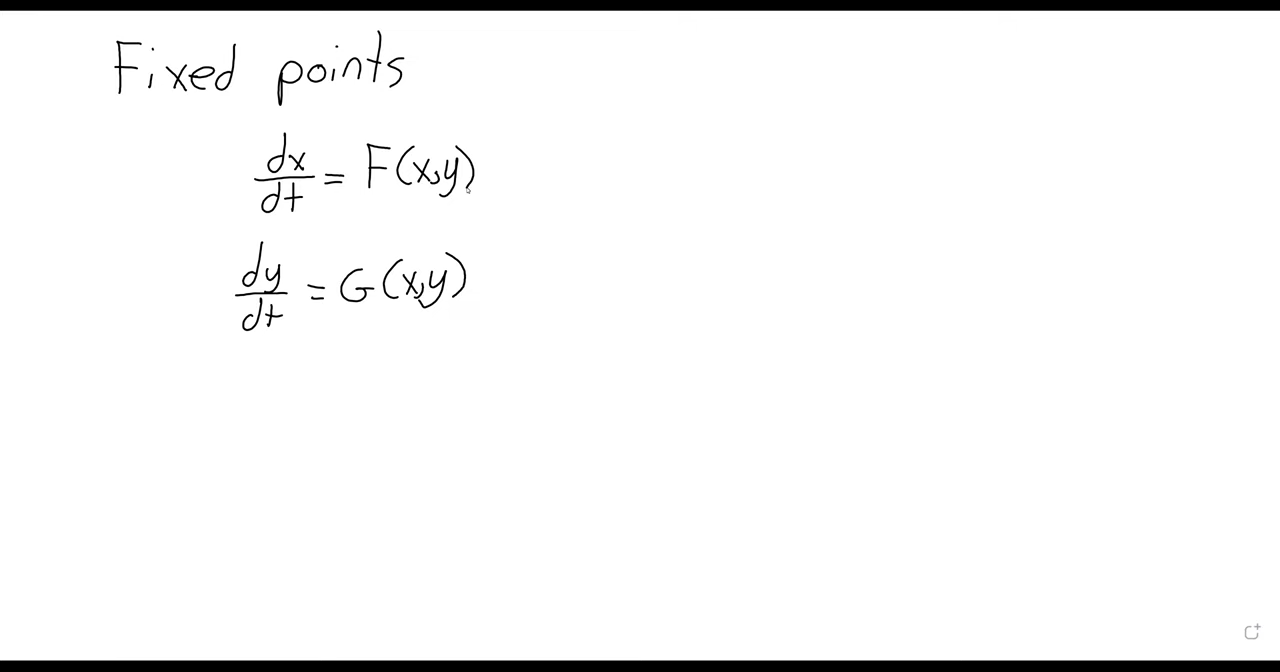 Fixed points
dx/dt = F(x,y)
dy/dt = G(x,y)